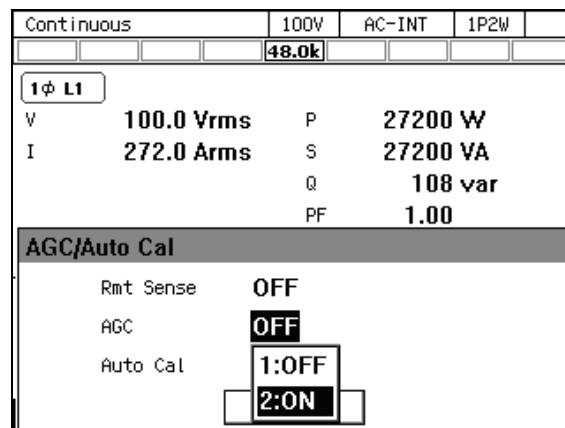 Continuous 100V AC-INT 1P2W
48.0k
1ϕ L1
V 100.0 Vrms P 27200 W
I 272.0 Arms S 27200 VA
Q 108 var
PF 1.00
AGC/Auto Cal
Rmt Sense OFF
AGC OFF
Auto Cal 1:OFF
2:ON